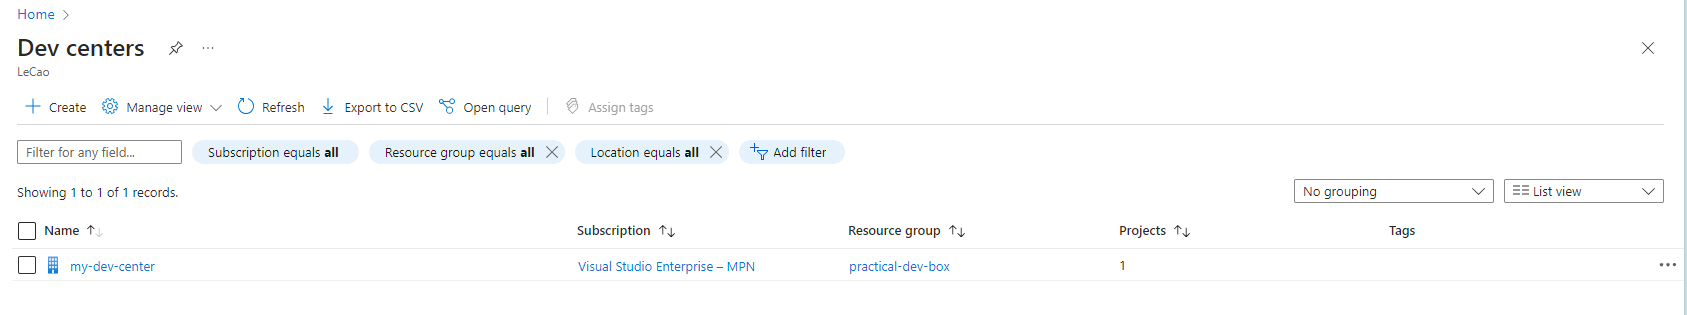 Home
Dev centers
LeCao
Create Manage view Refresh Export to CSV Open query Assign tags
Filter for any field... Subscription equals all Resource group equals all Location equals all Add filter
Showing 1 to 1 of 1 records. No grouping List view
Name Subscription Resource group Projects Tags
my-dev-center Visual Studio Enterprise – MPN practical-dev-box 1